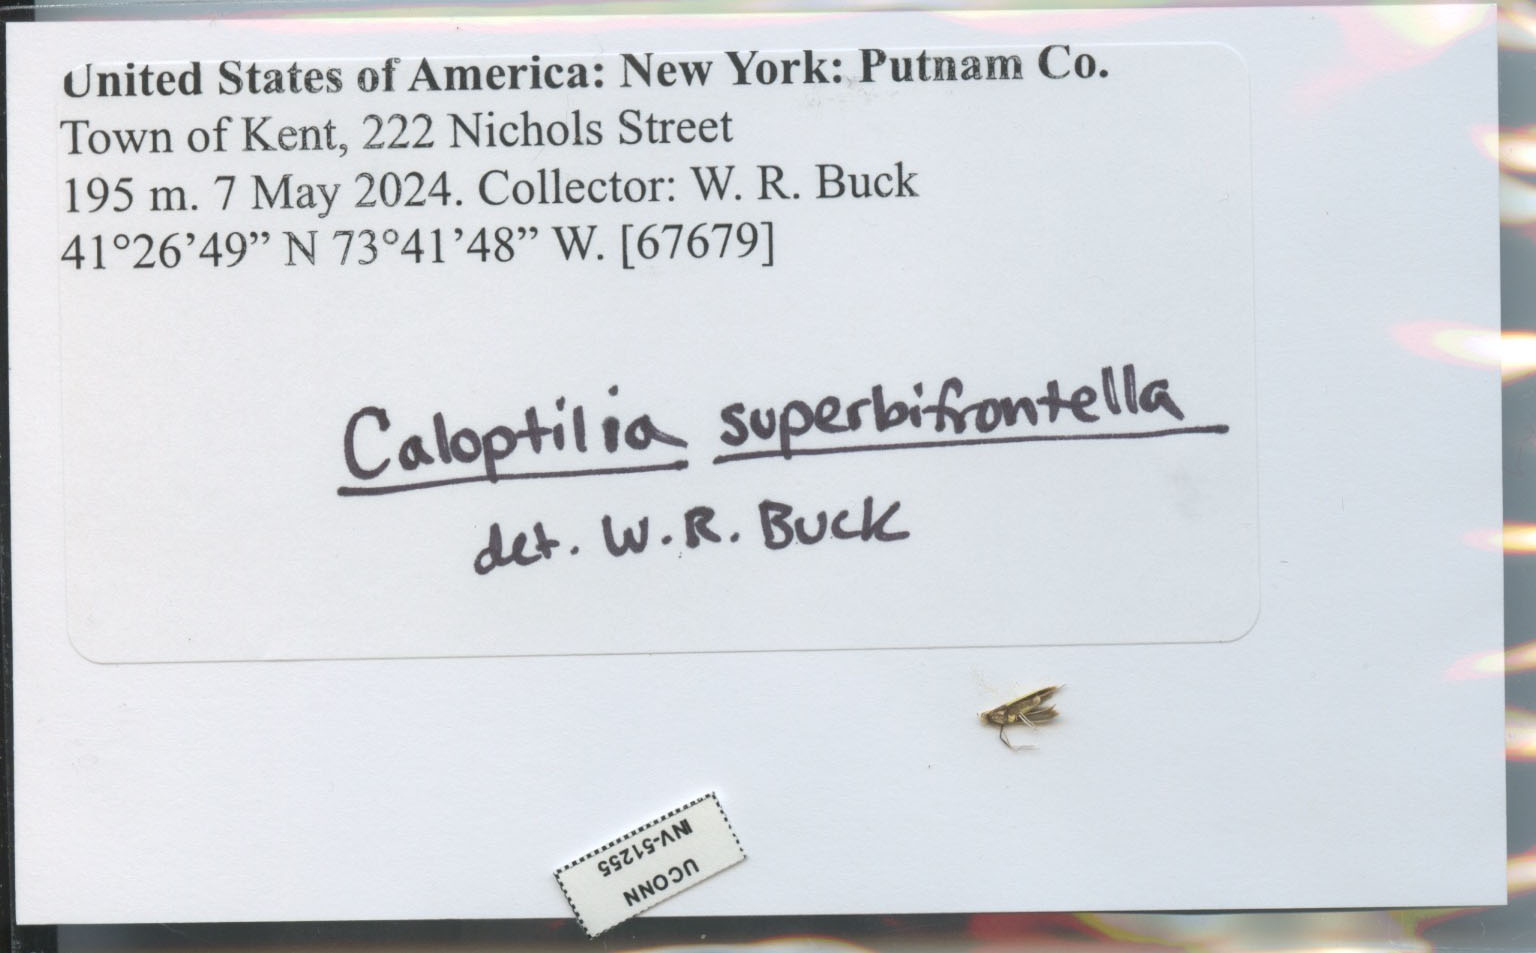 United States of America: New York: Putnam Co.
Town of Kent, 222 Nichols Street
195 m. 7 May 2024. Collector: W. R. Buck
41°26’49” N 73°41’48” W. [67679]
Caloptilia superbifrontella
det. W. R. Buck
UCONN
INV-51255